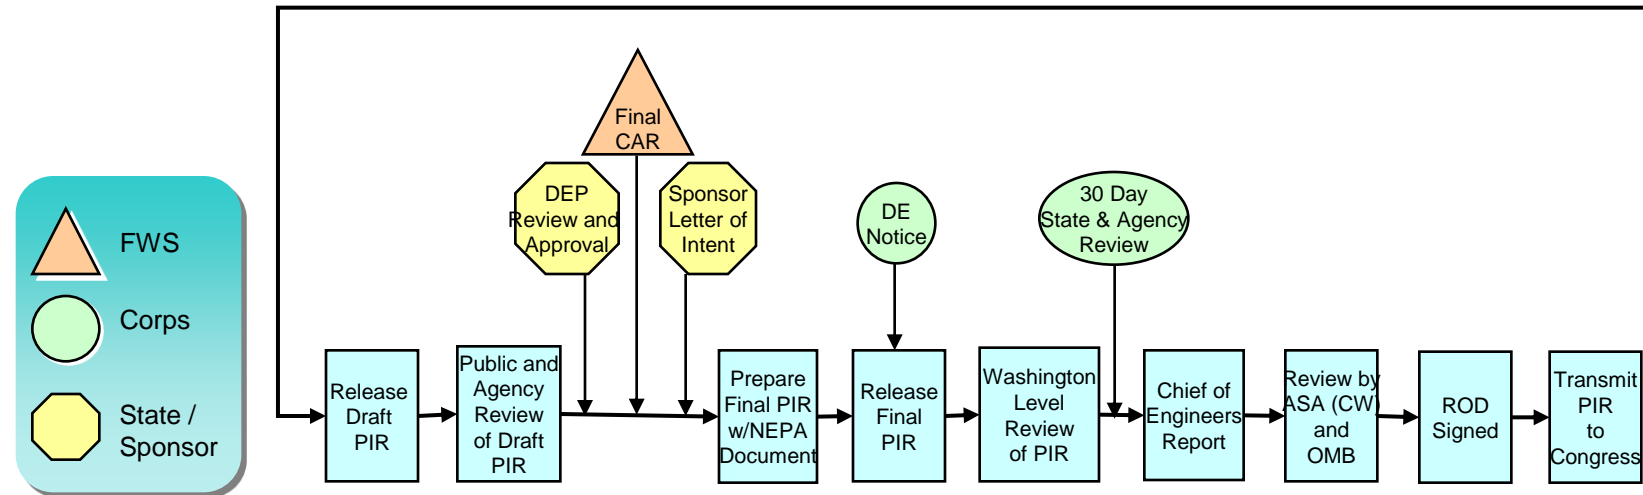 FWS
Corps
State /
Sponsor
Final
CAR
DEP
Review and
Approval
Sponsor
Letter of
Intent
DE
Notice
30 Day
State & Agency
Review
Release
Draft
PIR
Public and
Agency
Review
of Draft
PIR
Prepare
Final PIR
w/NEPA
Document
Release
Final
PIR
Washington
Level
Review
of PIR
Chief of
Engineers
Report
Review by
ASA (CW)
and
OMB
ROD
Signed
Transmit
PIR
to
Congress